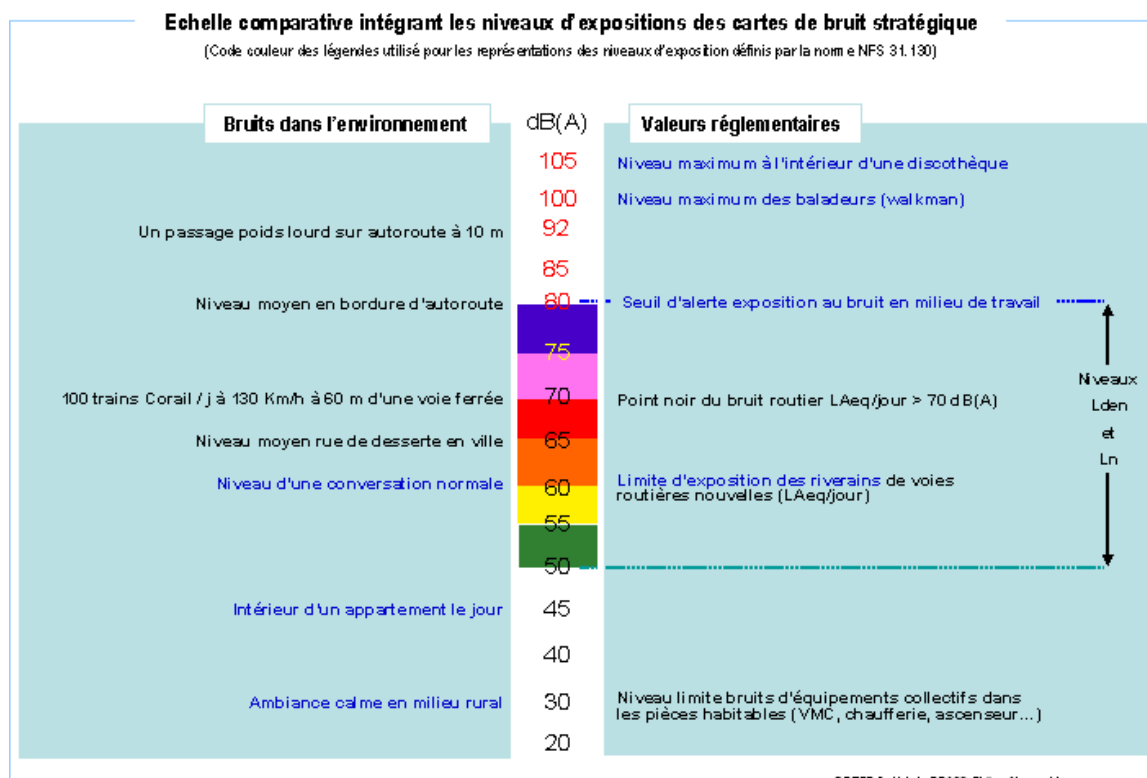 Echelle comparative intégrant les niveaux d'expositions des cartes de bruit stratégique
(Code couleur des légendes utilisé pour les représentations des niveaux d'exposition définis par la norme NFS 31.130)
Bruits dans l'environnement
dB(A)
Valeurs réglementaires
105
Niveau maximum à l'intérieur d'une discothèque
100
Niveau maximum des baladeurs (walkman)
Un passage poids lourd sur autoroute à 10 m
92
85
Niveau moyen en bordure d'autoroute
80
Seuil d'alerte exposition au bruit en milieu de travail
75
Niveaux
Lden
et
Ln
100 trains Corail / j à 130 Km/h à 60 m d'une voie ferrée
70
Point noir du bruit routier LAeq/jour > 70 dB(A)
Niveau moyen rue de desserte en ville
65
Niveau d'une conversation normale
60
Limite d'exposition des riverains de voies
routières nouvelles (LAeq/jour)
55
50
Intérieur d'un appartement le jour
45
40
Ambiance calme en milieu rural
30
Niveau limite bruits d'équipements collectifs dans
les pièces habitables (VMC, chaufferie, ascenseur...)
20